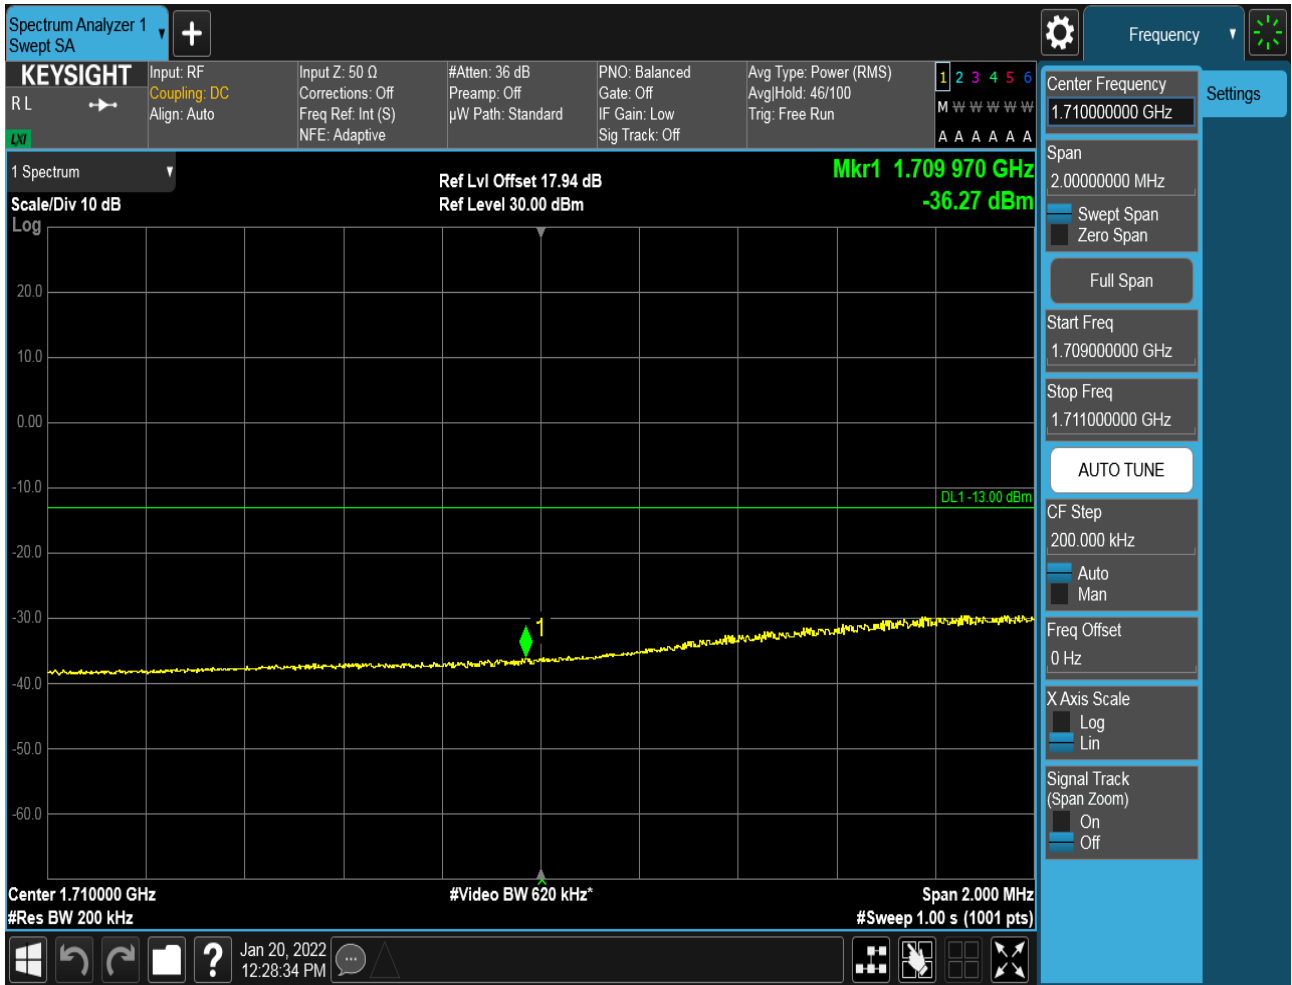 Spectrum Analyzer 1
Swept SA
Frequency
KEYSIGHT
R L
LXI
Input: RF
Coupling: DC
Align: Auto
Input Z: 50 Ω
Corrections: Off
Freq Ref: Int (S)
NFE: Adaptive
#Atten: 36 dB
Preamp: Off
µW Path: Standard
PNO: Balanced
Gate: Off
IF Gain: Low
Sig Track: Off
Avg Type: Power (RMS)
Avg|Hold: 46/100
Trig: Free Run
1 2 3 4 5 6
M W W W W W
A A A A A A
1 Spectrum
Scale/Div 10 dB
Log
Ref Lvl Offset 17.94 dB
Ref Level 30.00 dBm
Mkr1 1.709 970 GHz
-36.27 dBm
20.0
10.0
0.00
-10.0
-20.0
-30.0
-40.0
-50.0
-60.0
DL1 -13.00 dBm
1
Center 1.710000 GHz
#Res BW 200 kHz
#Video BW 620 kHz*
Span 2.000 MHz
#Sweep 1.00 s (1001 pts)
?
Jan 20, 2022
12:28:34 PM
Center Frequency
1.710000000 GHz
Span
2.00000000 MHz
Swept Span
Zero Span
Full Span
Start Freq
1.709000000 GHz
Stop Freq
1.711000000 GHz
AUTO TUNE
CF Step
200.000 kHz
Auto
Man
Freq Offset
0 Hz
X Axis Scale
Log
Lin
Signal Track
(Span Zoom)
On
Off
Settings